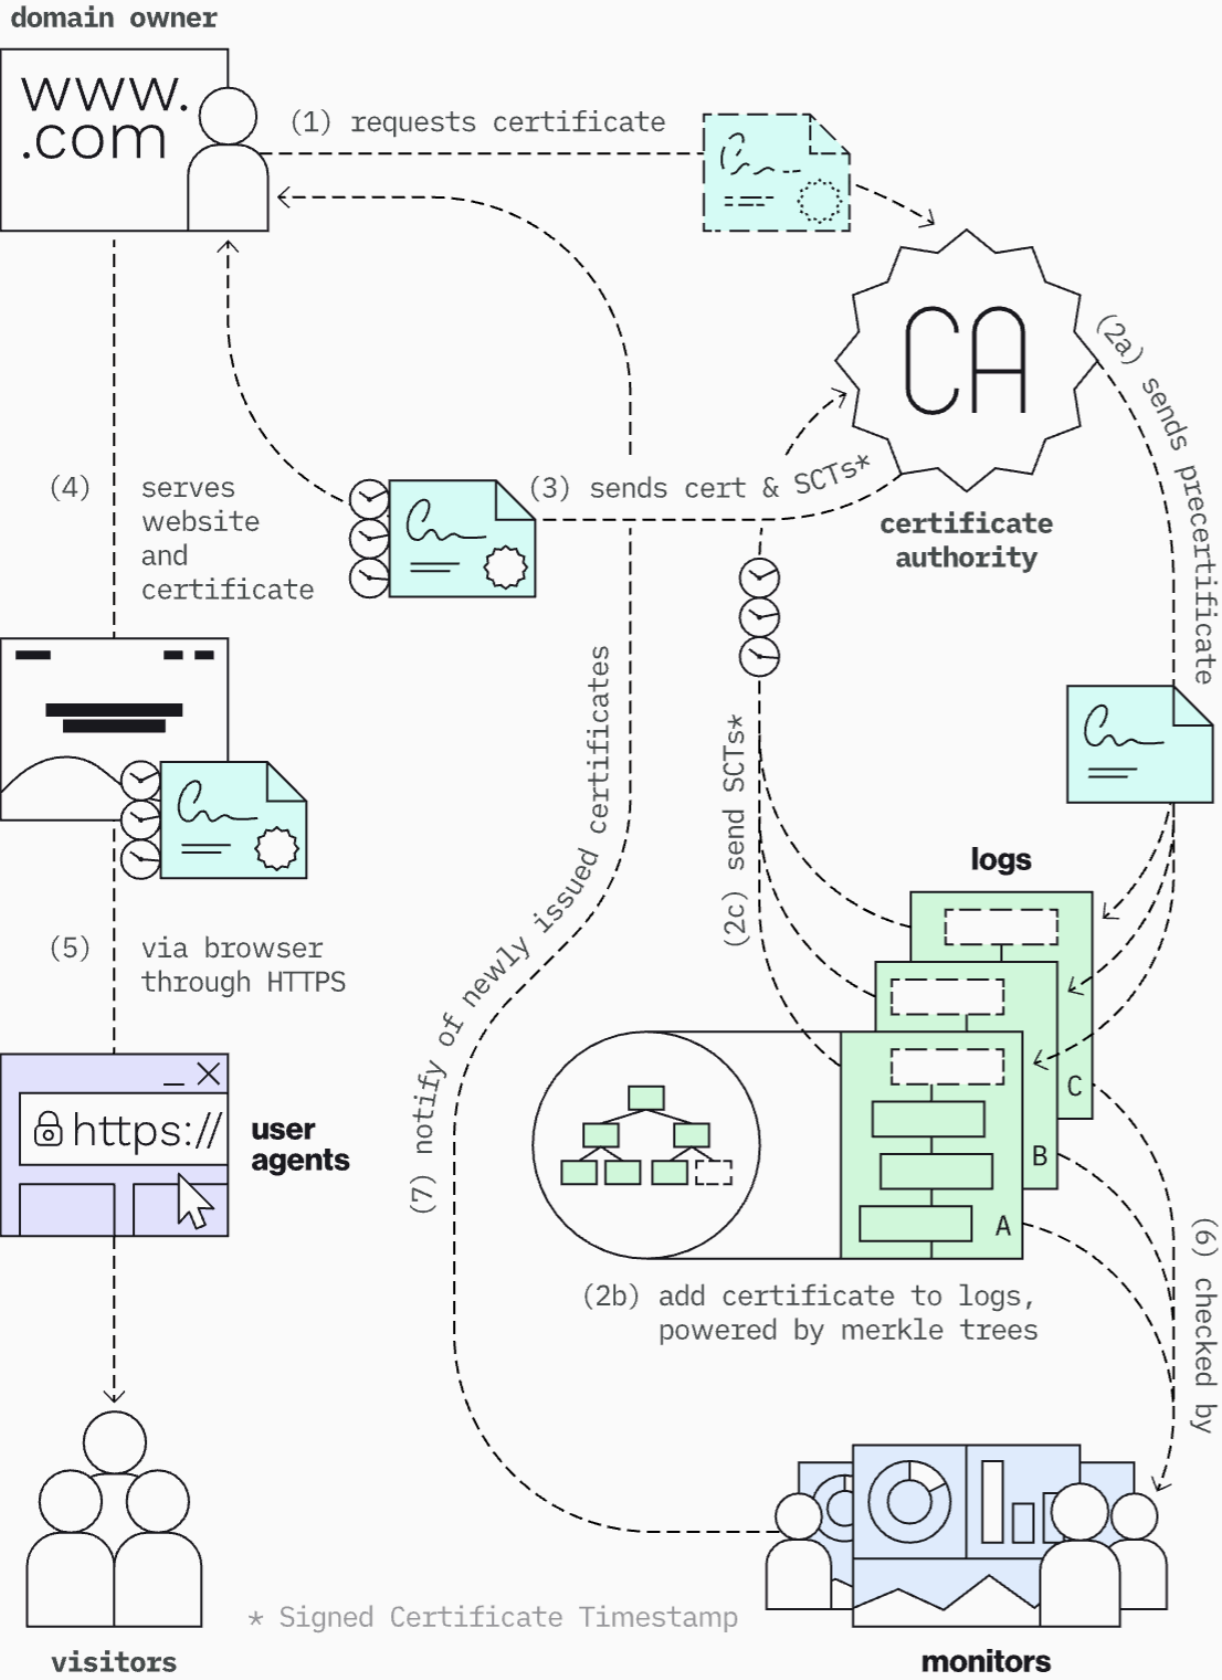 domain owner
www.
.com
(1) requests certificate
CA
(2a) sends precertificate
(3) sends cert & SCTs*
certificate
authority
(4) serves
website
and
certificate
(7) notify of newly issued certificates
(2c) send SCTs*
logs
(5) via browser
through HTTPS
https://
user
agents
C
B
A
(2b) add certificate to logs,
powered by merkle trees
(6) checked by
* Signed Certificate Timestamp
visitors
monitors